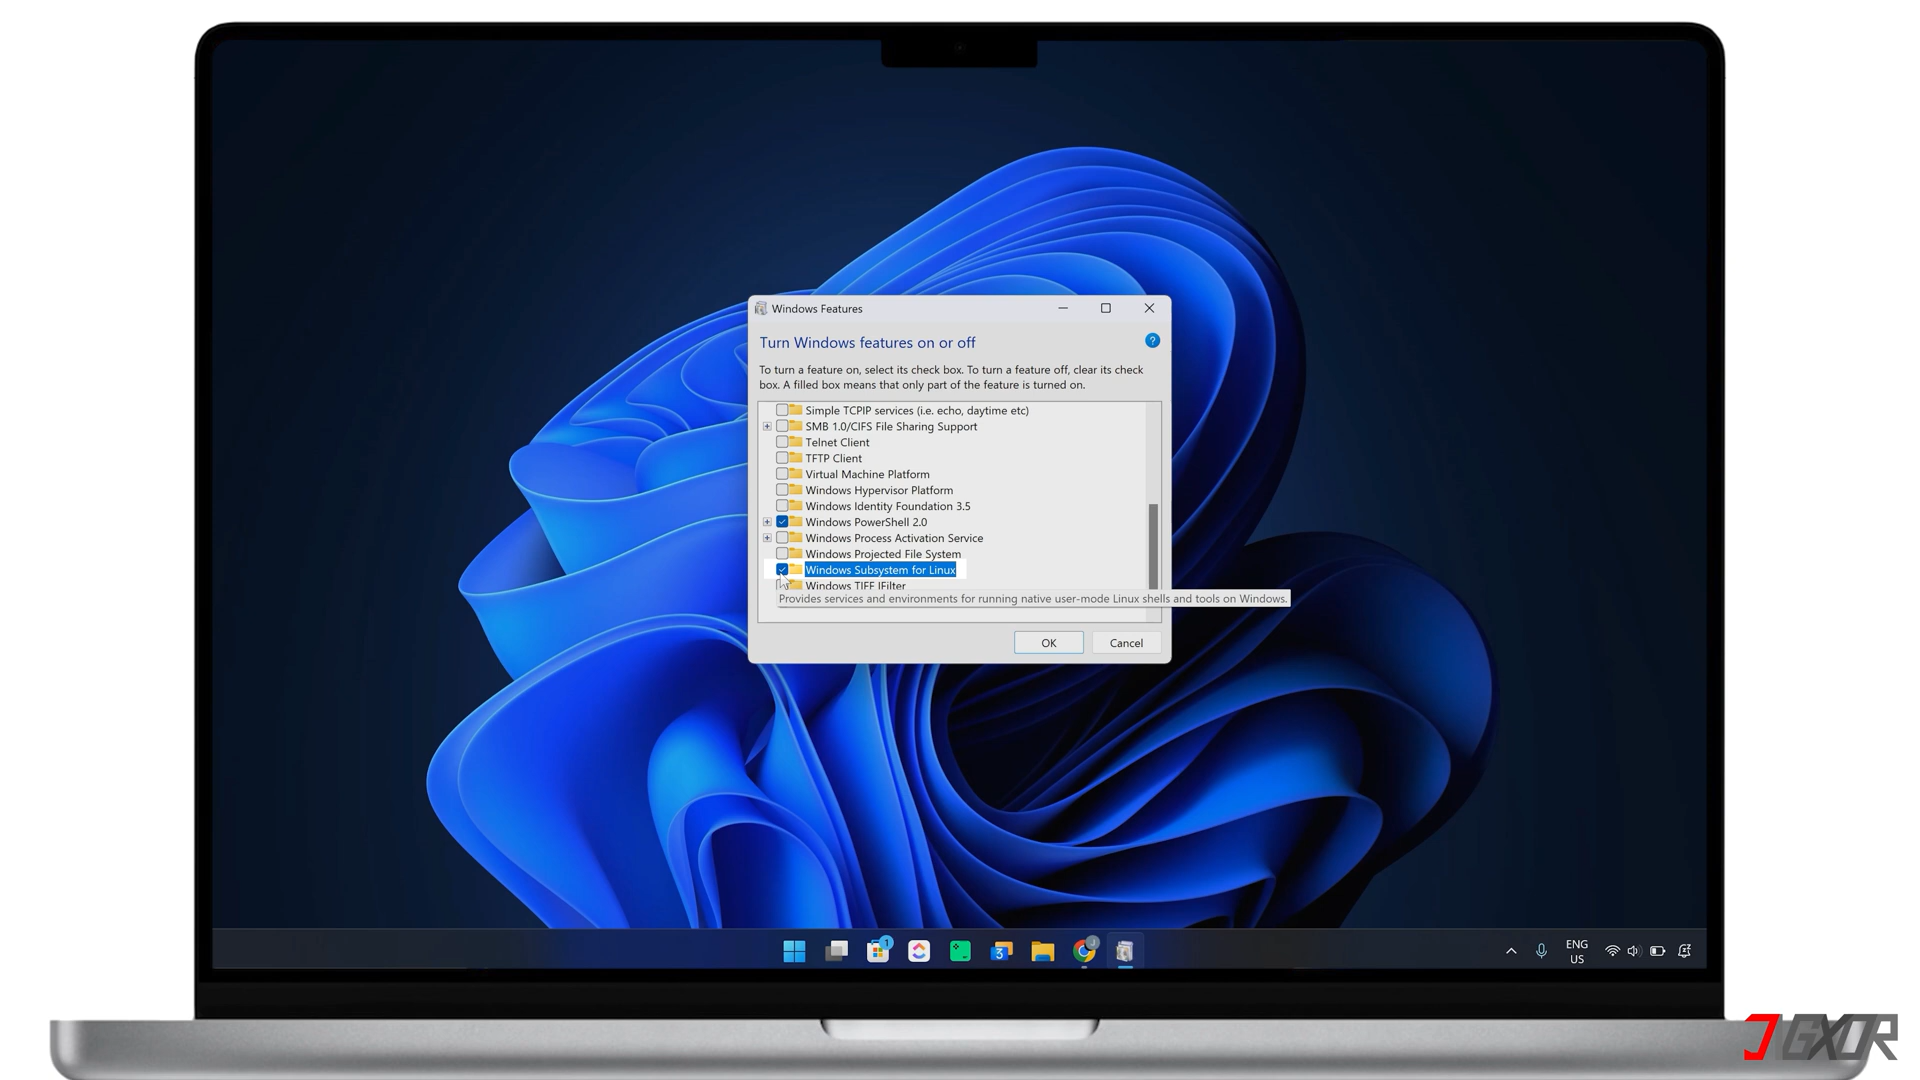 Windows Features
Turn Windows features on or off
?
To turn a feature on, select its check box. To turn a feature off, clear its check
box. A filled box means that only part of the feature is turned on.
Simple TCPIP services (i.e. echo, daytime etc)
SMB 1.0/CIFS File Sharing Support
Telnet Client
TFTP Client
Virtual Machine Platform
Windows Hypervisor Platform
Windows Identity Foundation 3.5
Windows PowerShell 2.0
Windows Process Activation Service
Windows Projected File System
Windows Subsystem for Linux
Windows TIFF IFilter
Provides services and environments for running native user-mode Linux shells and tools on Windows.
OK Cancel
1
3
J
ENG
US
JGXOR